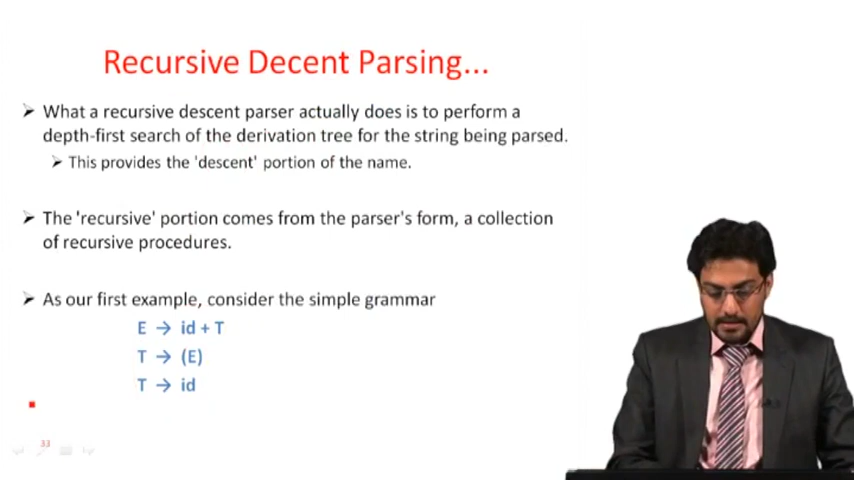 Recursive Decent Parsing...
What a recursive descent parser actually does is to perform a
depth-first search of the derivation tree for the string being parsed.
This provides the 'descent' portion of the name.
The 'recursive' portion comes from the parser's form, a collection
of recursive procedures.
As our first example, consider the simple grammar
E → id + T
T → (E)
T → id
33